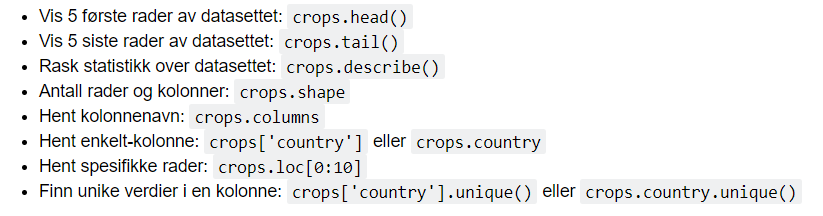 • Vis 5 første rader av datasettet: crops.head()
• Vis 5 siste rader av datasettet: crops.tail()
• Rask statistikk over datasettet: crops.describe()
• Antall rader og kolonner: crops.shape
• Hent kolonnenavn: crops.columns
• Hent enkelt-kolonne: crops['country'] eller crops.country
• Hent spesifikke rader: crops.loc[0:10]
• Finn unike verdier i en kolonne: crops['country'].unique() eller crops.country.unique()